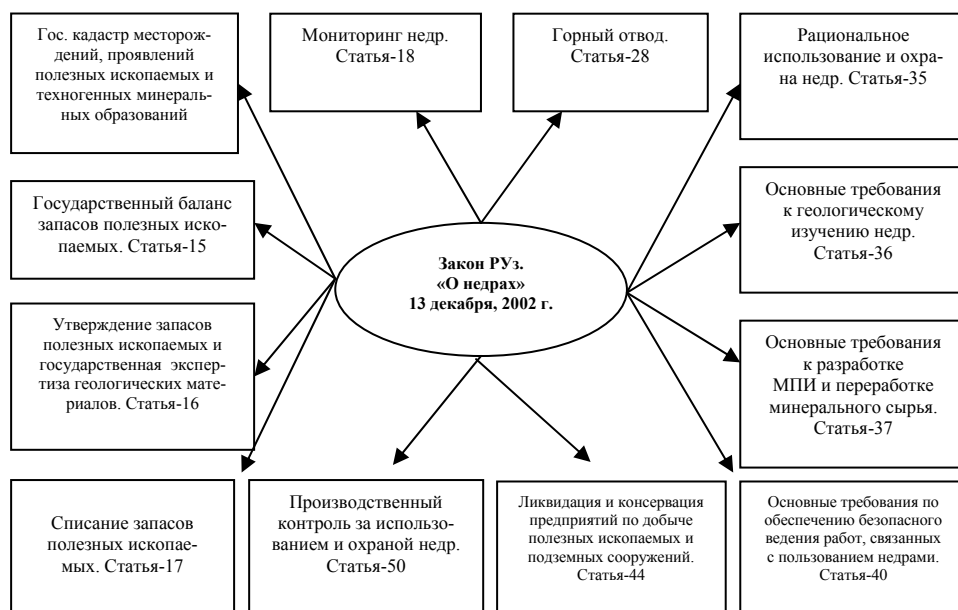 Гос. кадастр месторож-
дений, проявлений
полезных ископаемых и
техногенных минераль-
ных образований
Мониторинг недр.
Статья-18
Горный отвод.
Статья-28
Рациональное
использование и охра-
на недр. Статья-35
Государственный баланс
запасов полезных иско-
паемых. Статья-15
Основные требования
к геологическому
изучению недр.
Статья-36
Закон РУз.
«О недрах»
13 декабря, 2002 г.
Утверждение запасов
полезных ископаемых и
государственная экспер-
тиза геологических мате-
риалов. Статья-16
Основные требования
к разработке
МПИ и переработке
минерального сырья.
Статья-37
Списание запасов
полезных ископае-
мых. Статья-17
Производственный
контроль за использо-
ванием и охраной недр.
Статья-50
Ликвидация и консервация
предприятий по добыче
полезных ископаемых и
подземных сооружений.
Статья-44
Основные требования по
обеспечению безопасного
ведения работ, связанных
с пользованием недрами.
Статья-40